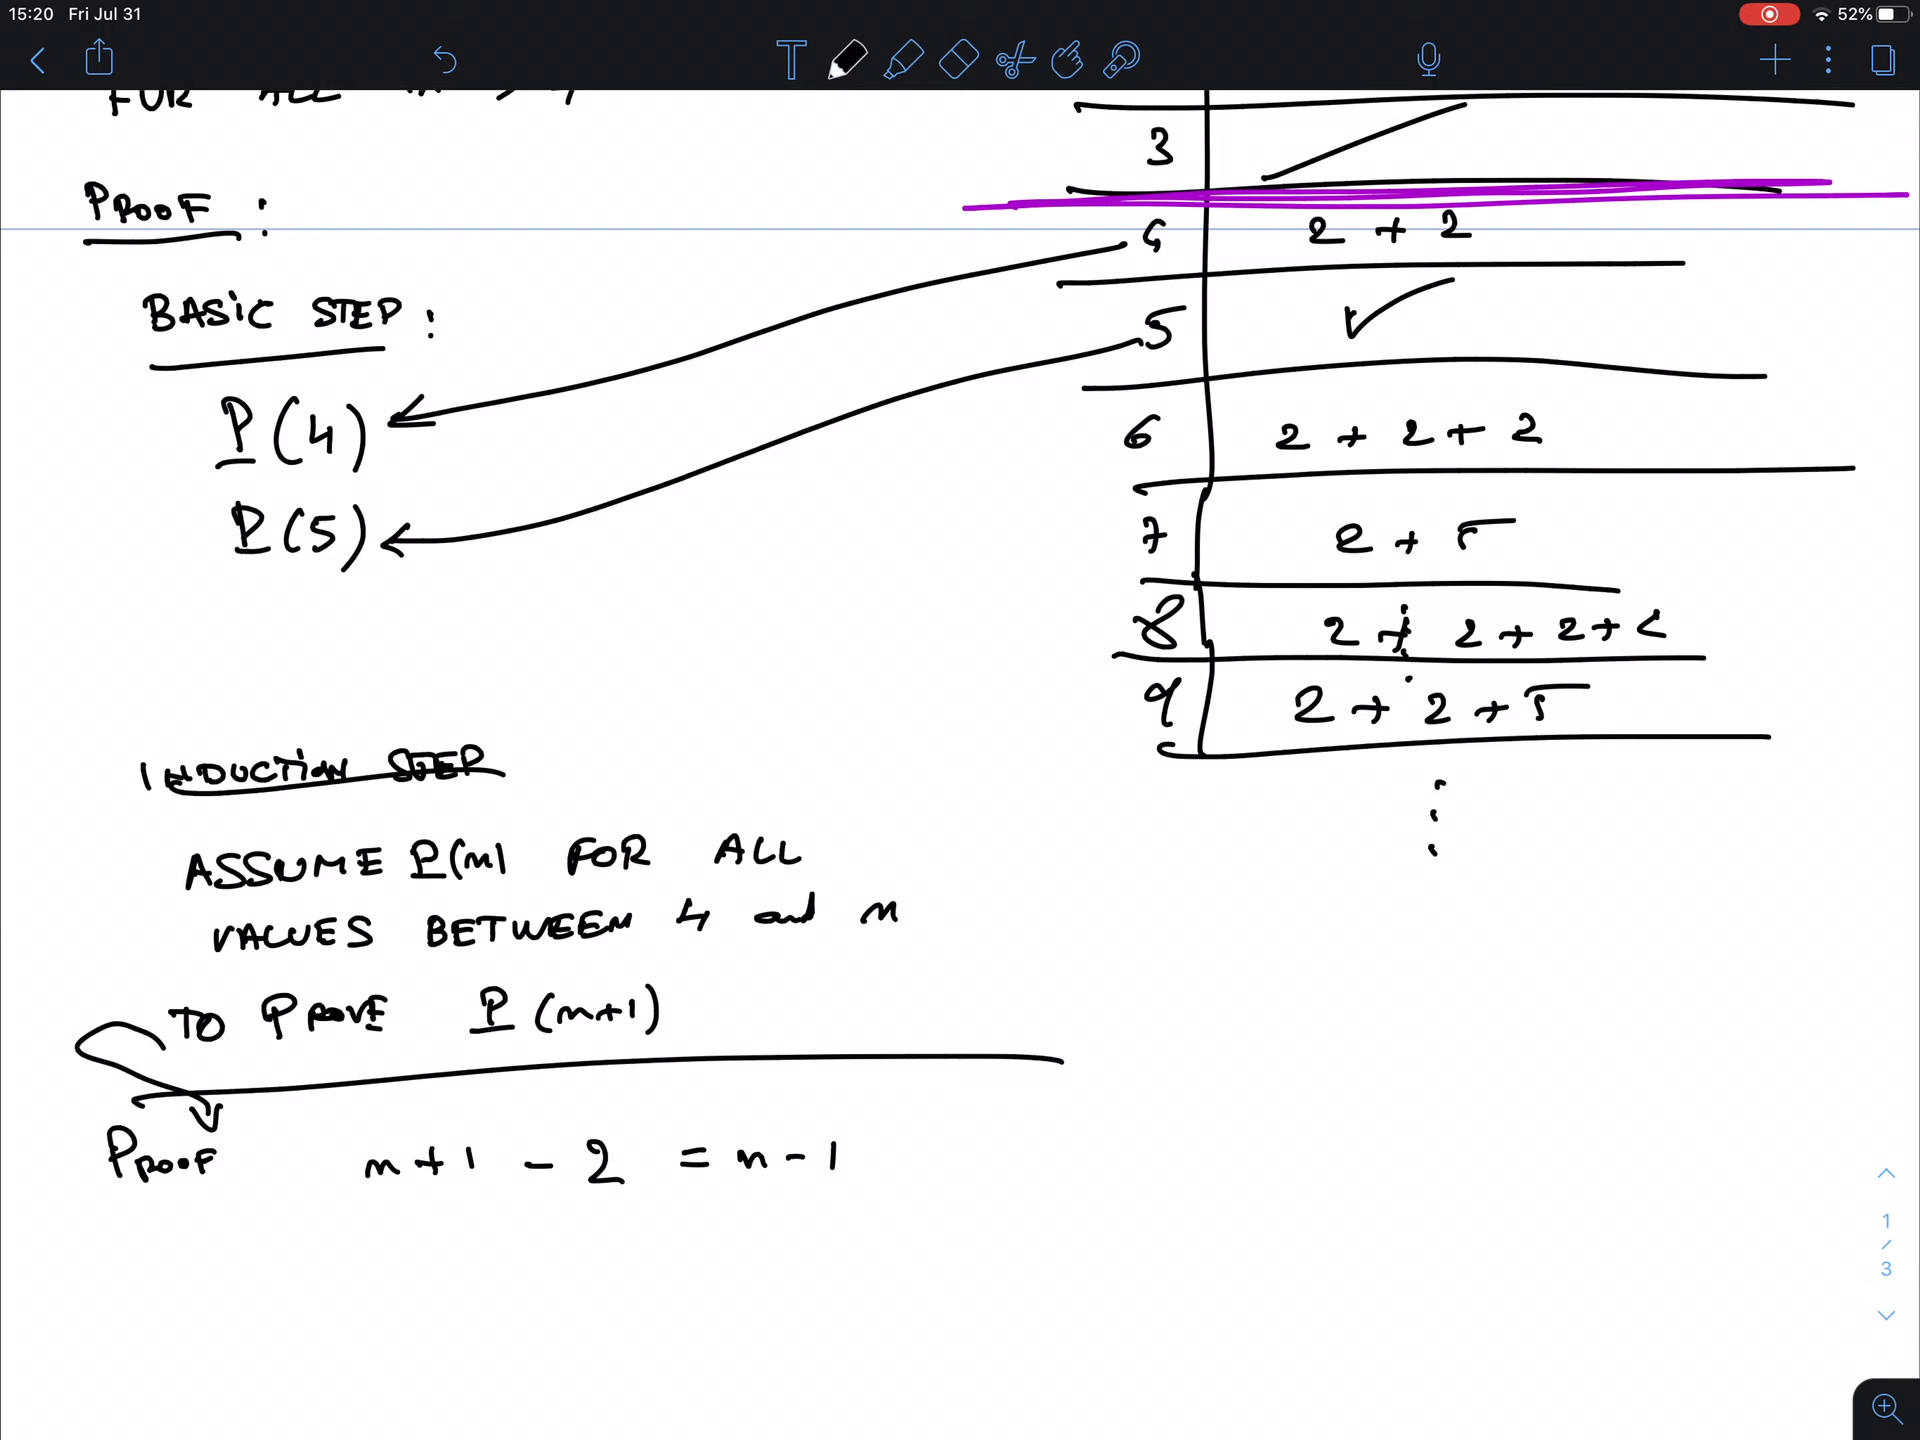 15:20 Fri Jul 31
52%
FOR ALL
PROOF :
BASIC STEP :
P(4)
P(5)
INDUCTION STEP
ASSUME P(n) FOR ALL
VALUES BETWEEN 4 and n
TO PROVE P(n+1)
PROOF n+1 - 2 = n-1
3
4 2 + 2
5 ✓
6 2 + 2 + 2
7 2 + 5
8 2 + 2 + 2 + 2
9 2 + 2 + 5
⋮
1
/
3